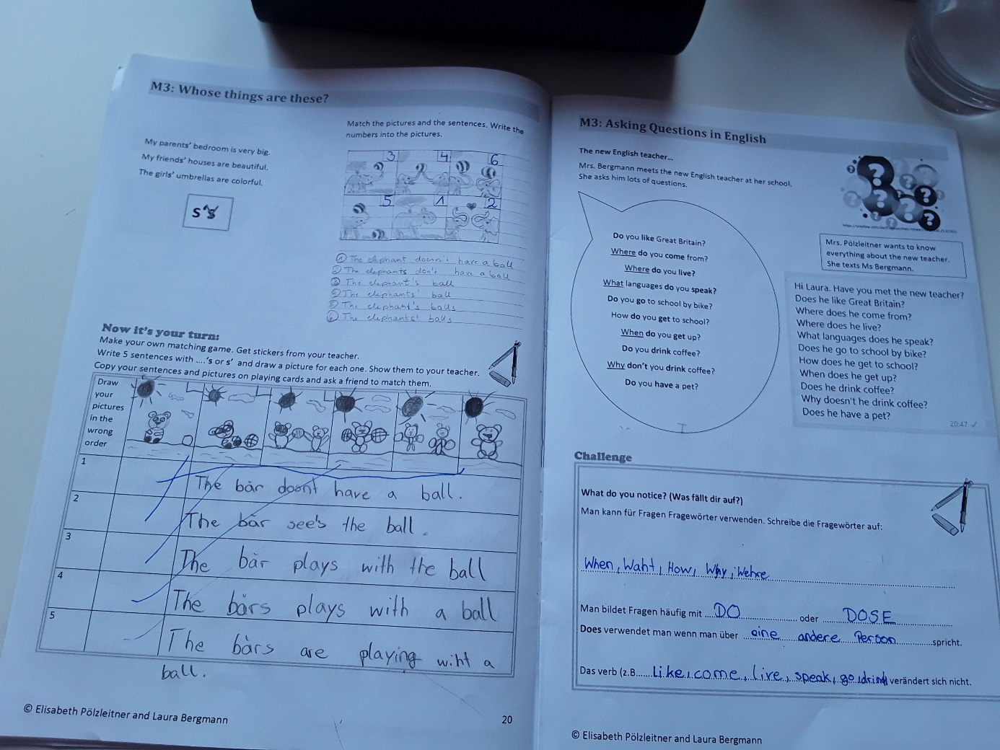 M3: Whose things are these?
My parents' bedroom is very big.
My friends' houses are beautiful.
The girls' umbrellas are colorful.
Match the pictures and the sentences. Write the
numbers into the pictures.
3
4
6
5
1
2
① The elephant doesn't have a ball
② The elephants don't have a ball
③ The elephant's ball
The elephants' ball
⑤ The elephant's balls
The elephants' balls
Now it's your turn:
Make your own matching game. Get stickers from your teacher.
Write 5 sentences with ....'s or s' and draw a picture for each one. Show them to your teacher.
Copy your sentences and pictures on playing cards and ask a friend to match them.
Draw
your
pictures
in the
wrong
order
1
The bär doont have a ball.
2
The bär see's the ball.
3
The bär plays with the ball
4
The bärs plays with a ball
5
The bärs are playing wiht a
ball.
© Elisabeth Pölzleitner and Laura Bergmann
20
M3: Asking Questions in English
The new English teacher...
Mrs. Bergmann meets the new English teacher at her school.
She asks him lots of questions.
Do you like Great Britain?
Where do you come from?
Where do you live?
What languages do you speak?
Do you go to school by bike?
How do you get to school?
When do you get up?
Do you drink coffee?
Why don't you drink coffee?
Do you have a pet?
Mrs. Pölzleitner wants to know
everything about the new teacher.
She texts Ms Bergmann.
Hi Laura. Have you met the new teacher?
Does he like Great Britain?
Where does he come from?
Where does he live?
What languages does he speak?
Does he go to school by bike?
How does he get to school?
When does he get up?
Does he drink coffee?
Why doesn't he drink coffee?
Does he have a pet?
20:47
Challenge
What do you notice? (Was fällt dir auf?)
Man kann für Fragen Fragewörter verwenden. Schreibe die Fragewörter auf:
When, Waht, How, Why, Wehre
Man bildet Fragen häufig mit DO oder DOSE
Does verwendet man wenn man über eine andere Person spricht.
Das verb (z.B. like, come, live, speak, go, drink verändert sich nicht.
© Elisabeth Pölzleitner and Laura Bergmann